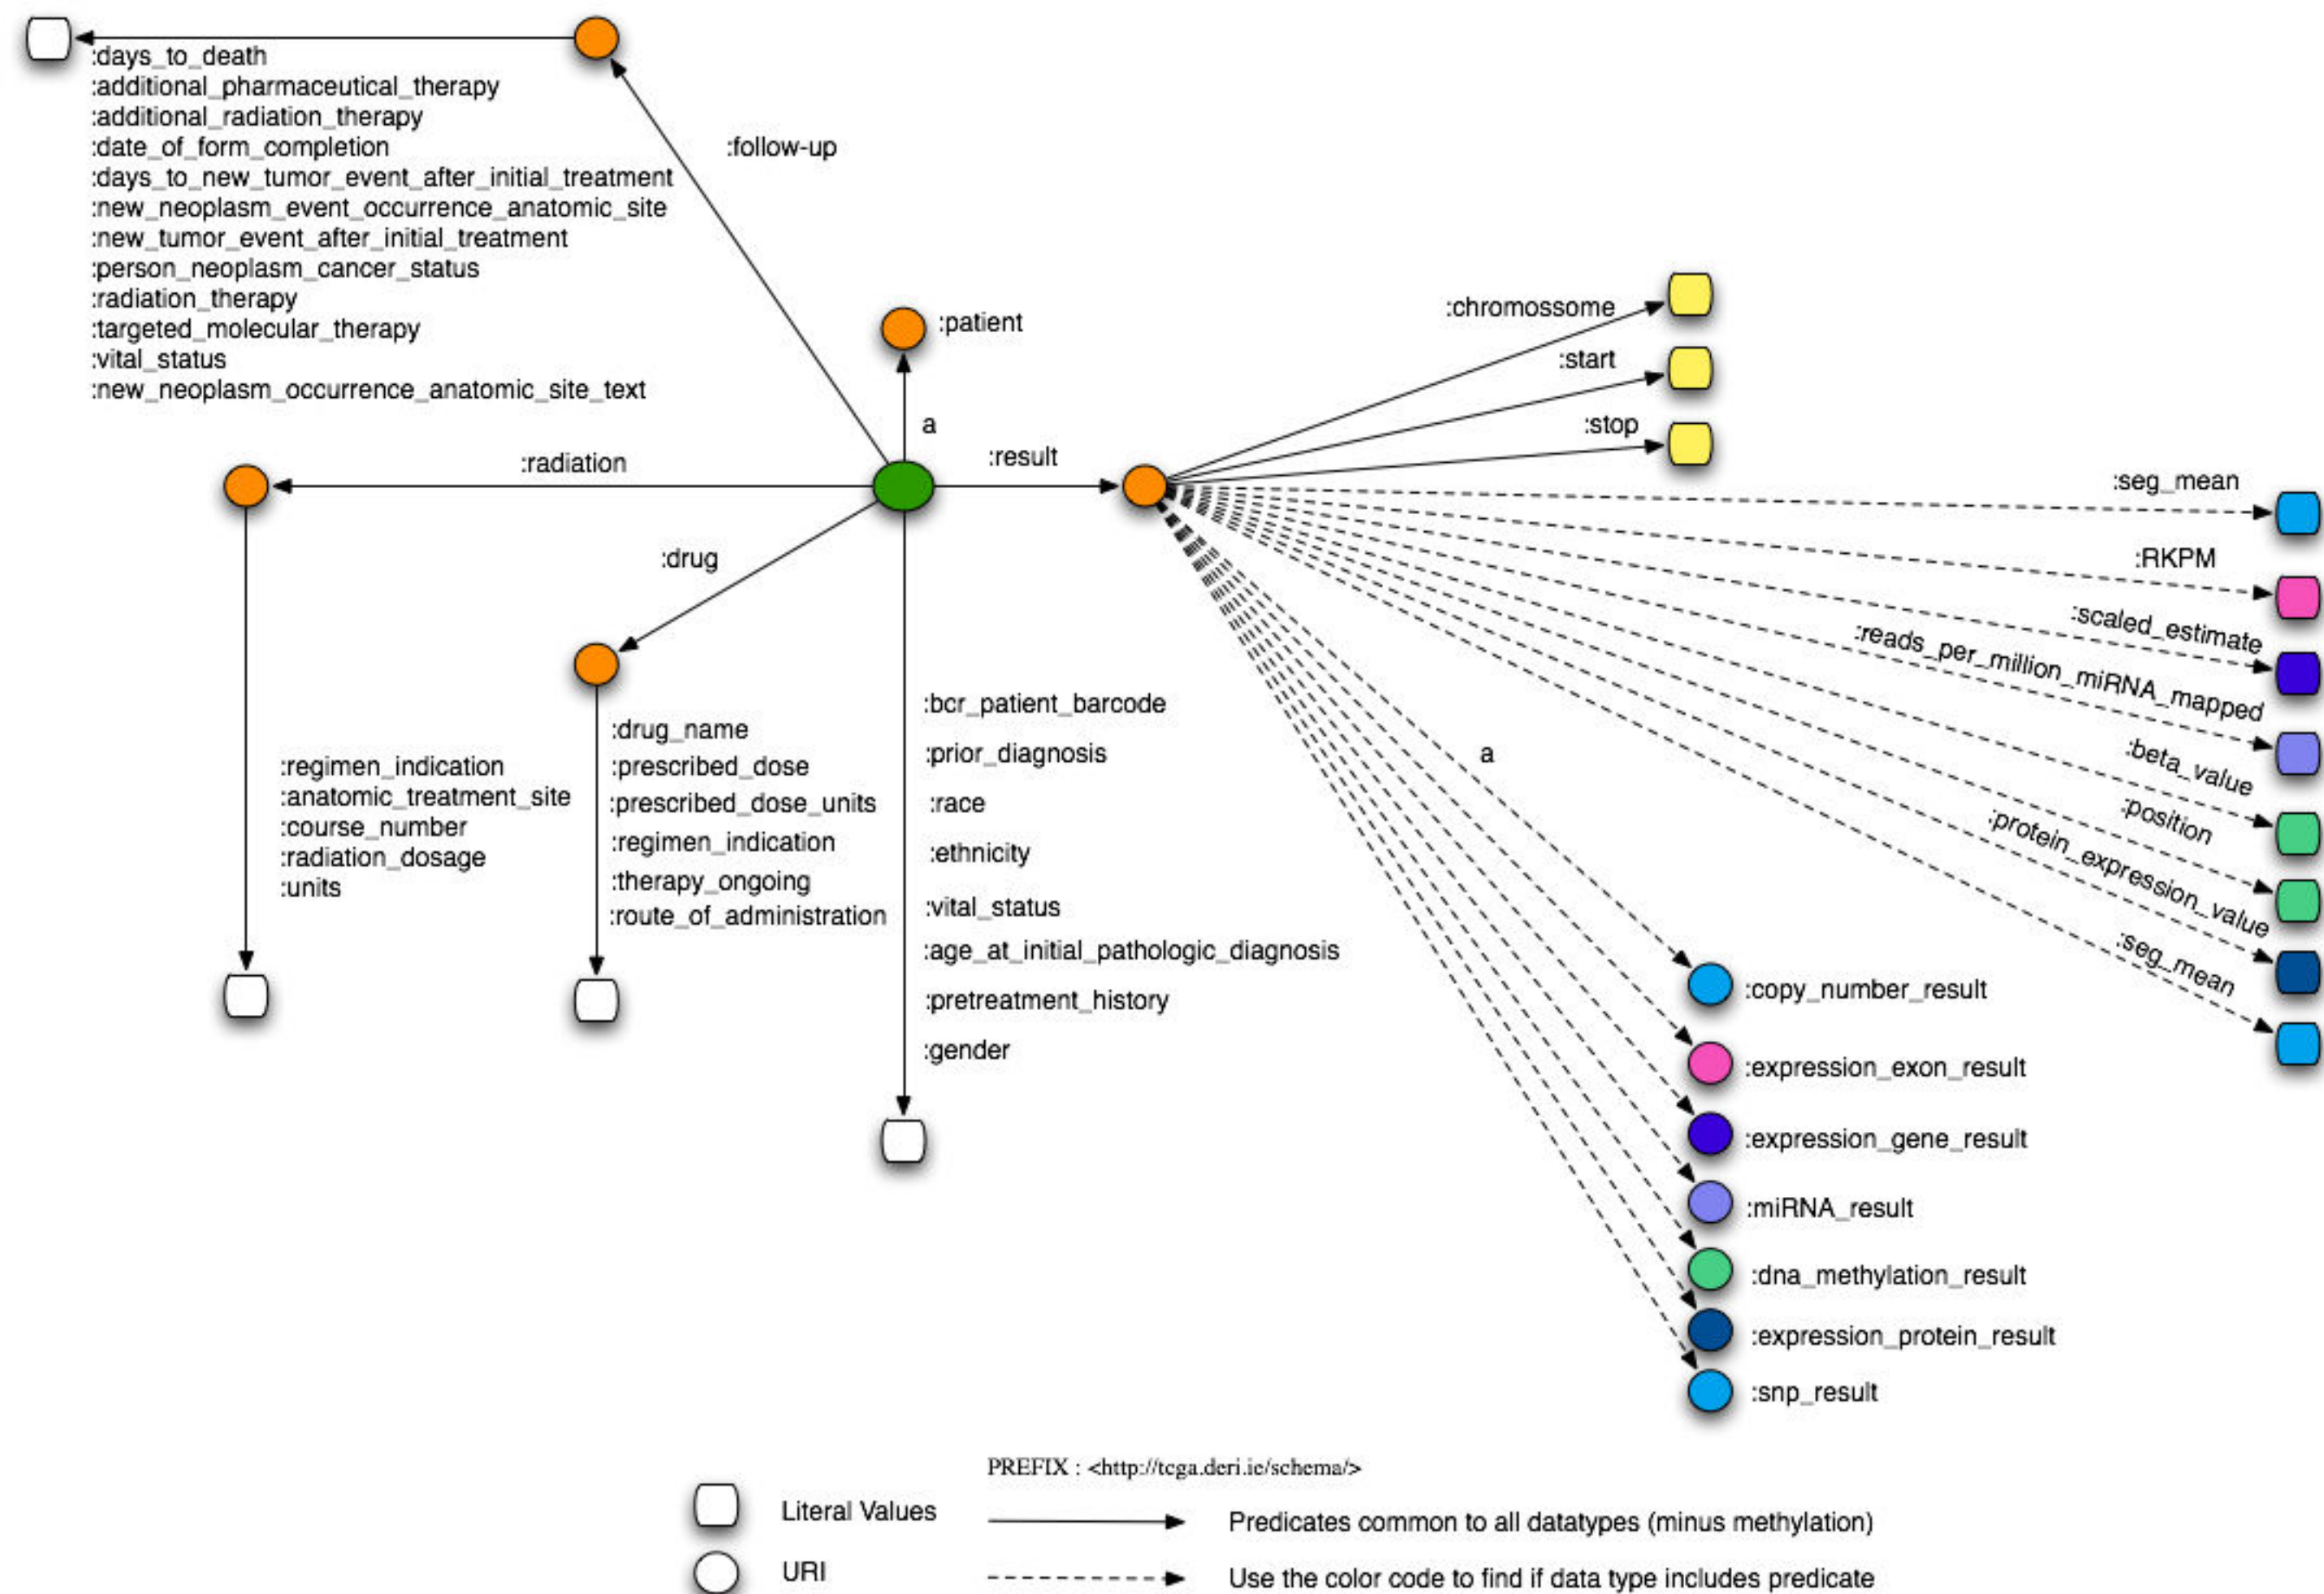 :days_to_death
:additional_pharmaceutical_therapy
:additional_radiation_therapy
:date_of_form_completion
:days_to_new_tumor_event_after_initial_treatment
:new_neoplasm_event_occurrence_anatomic_site
:new_tumor_event_after_initial_treatment
:person_neoplasm_cancer_status
:radiation_therapy
:targeted_molecular_therapy
:vital_status
:new_neoplasm_occurrence_anatomic_site_text
:follow-up
:patient
a
:radiation
:result
:drug
:chromossome
:start
:stop
:seg_mean
:RKPM
:scaled_estimate
:reads_per_million_miRNA_mapped
:beta_value
:position
:protein_expression_value
:seg_mean
:regimen_indication
:anatomic_treatment_site
:course_number
:radiation_dosage
:units
:drug_name
:prescribed_dose
:prescribed_dose_units
:regimen_indication
:therapy_ongoing
:route_of_administration
:bcr_patient_barcode
:prior_diagnosis
:race
:ethnicity
:vital_status
:age_at_initial_pathologic_diagnosis
:pretreatment_history
:gender
a
:copy_number_result
:expression_exon_result
:expression_gene_result
:miRNA_result
:dna_methylation_result
:expression_protein_result
:snp_result
PREFIX : <http://tcga.deri.ie/schema/>
Literal Values
Predicates common to all datatypes (minus methylation)
URI
Use the color code to find if data type includes predicate